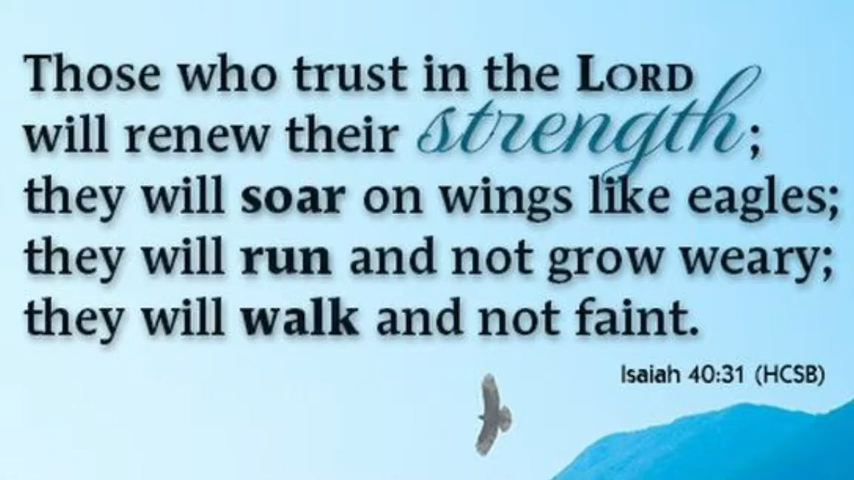 Those who trust in the LORD
will renew their strength;
they will soar on wings like eagles;
they will run and not grow weary;
they will walk and not faint.
Isaiah 40:31 (HCSB)